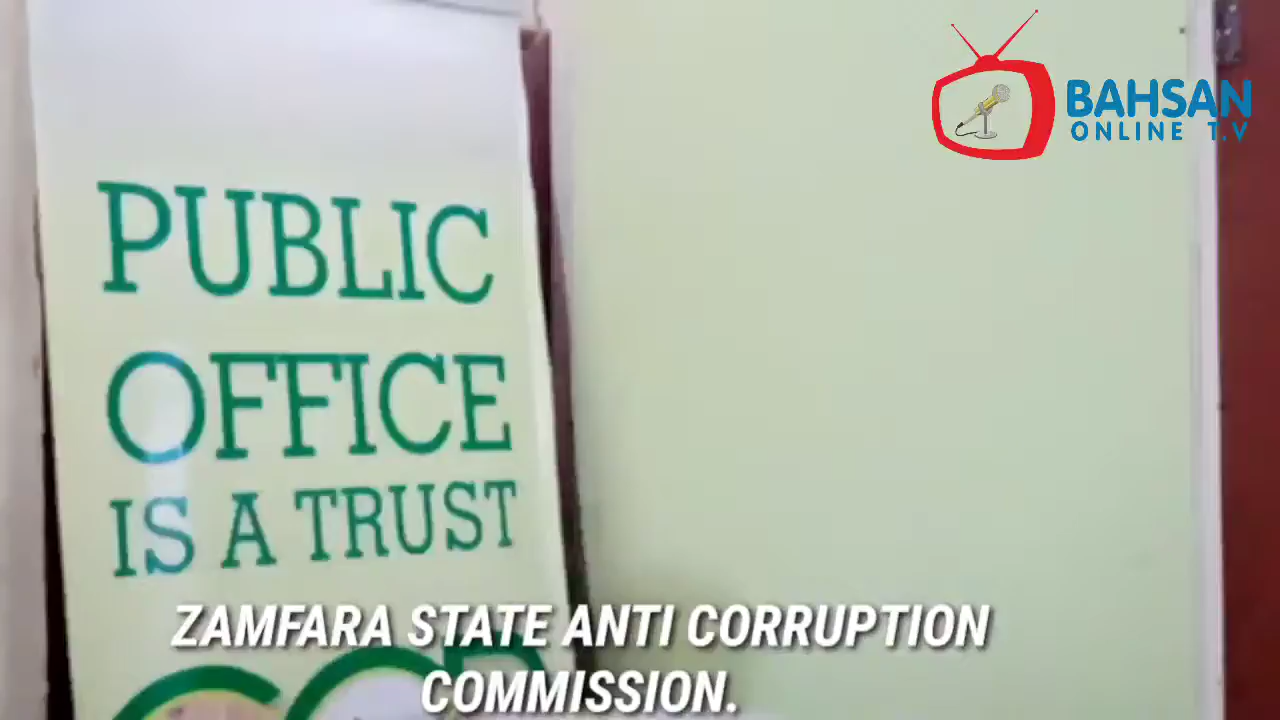 BAHSAN
ONLINE T.V
PUBLIC
OFFICE
IS A TRUST
ZAMFARA STATE ANTI CORRUPTION
COMMISSION.